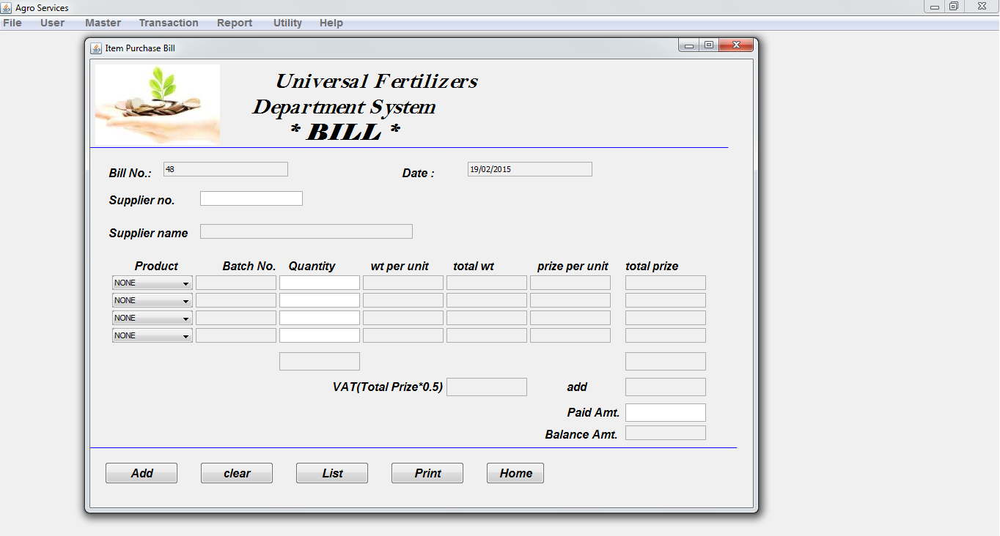 Agro Services
File User Master Transaction Report Utility Help
Item Purchase Bill
Universal Fertilizers
Department System
* BILL *
Bill No.: 48 Date : 19/02/2015
Supplier no.
Supplier name
Product Batch No. Quantity wt per unit total wt prize per unit total prize
NONE
NONE
NONE
NONE
VAT(Total Prize*0.5) add
Paid Amt.
Balance Amt.
Add clear List Print Home